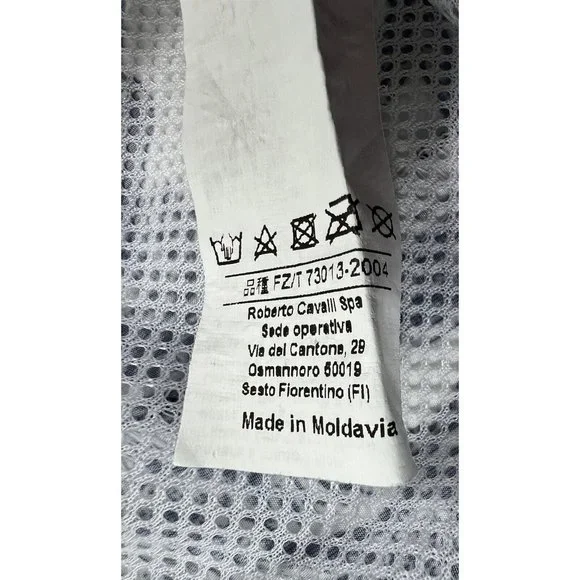 品種 FZ/T 73013-2004
Roberto Cavalli Spa
Sede operativa
Via del Cantone, 29
Osmannoro 50019
Sesto Fiorentino (FI)
Made in Moldavia